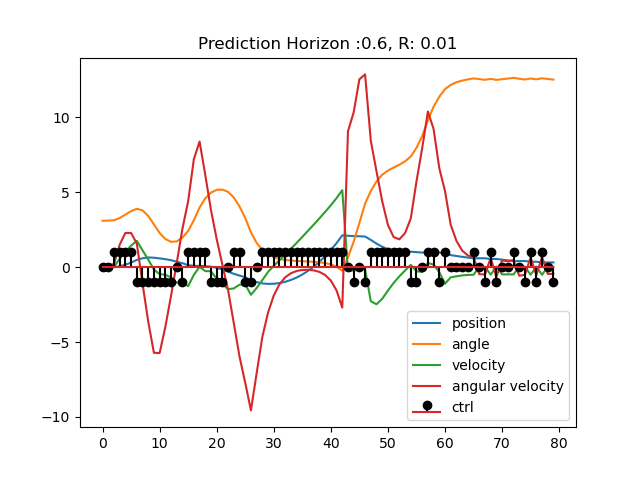 Prediction Horizon :0.6, R: 0.01
10
5
0
−5
−10
position
angle
velocity
angular velocity
ctrl
0 10 20 30 40 50 60 70 80